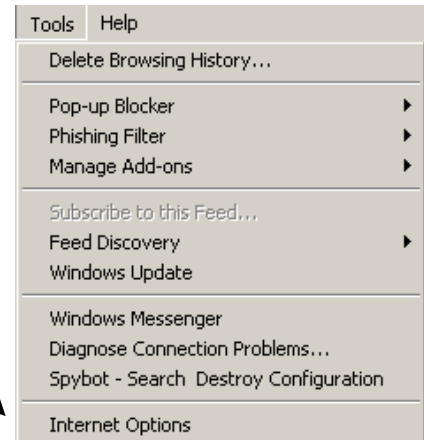 Tools Help
Delete Browsing History...
Pop-up Blocker
Phishing Filter
Manage Add-ons
Subscribe to this Feed...
Feed Discovery
Windows Update
Windows Messenger
Diagnose Connection Problems...
Spybot - Search Destroy Configuration
Internet Options